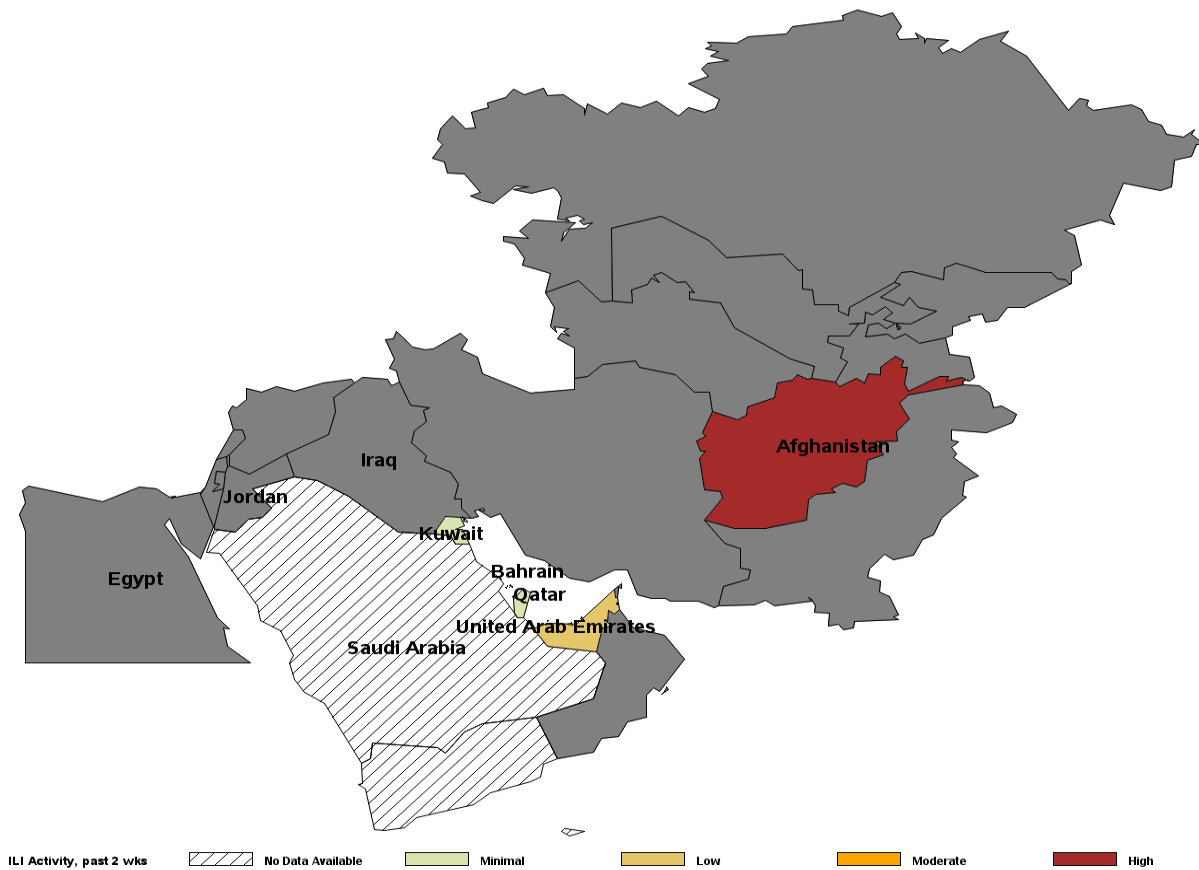 Afghanistan
Iraq
Jordan
Kuwait
Bahrain
Egypt
Qatar
United Arab Emirates
Saudi Arabia
ILI Activity, past 2 wks No Data Available Minimal Low Moderate High